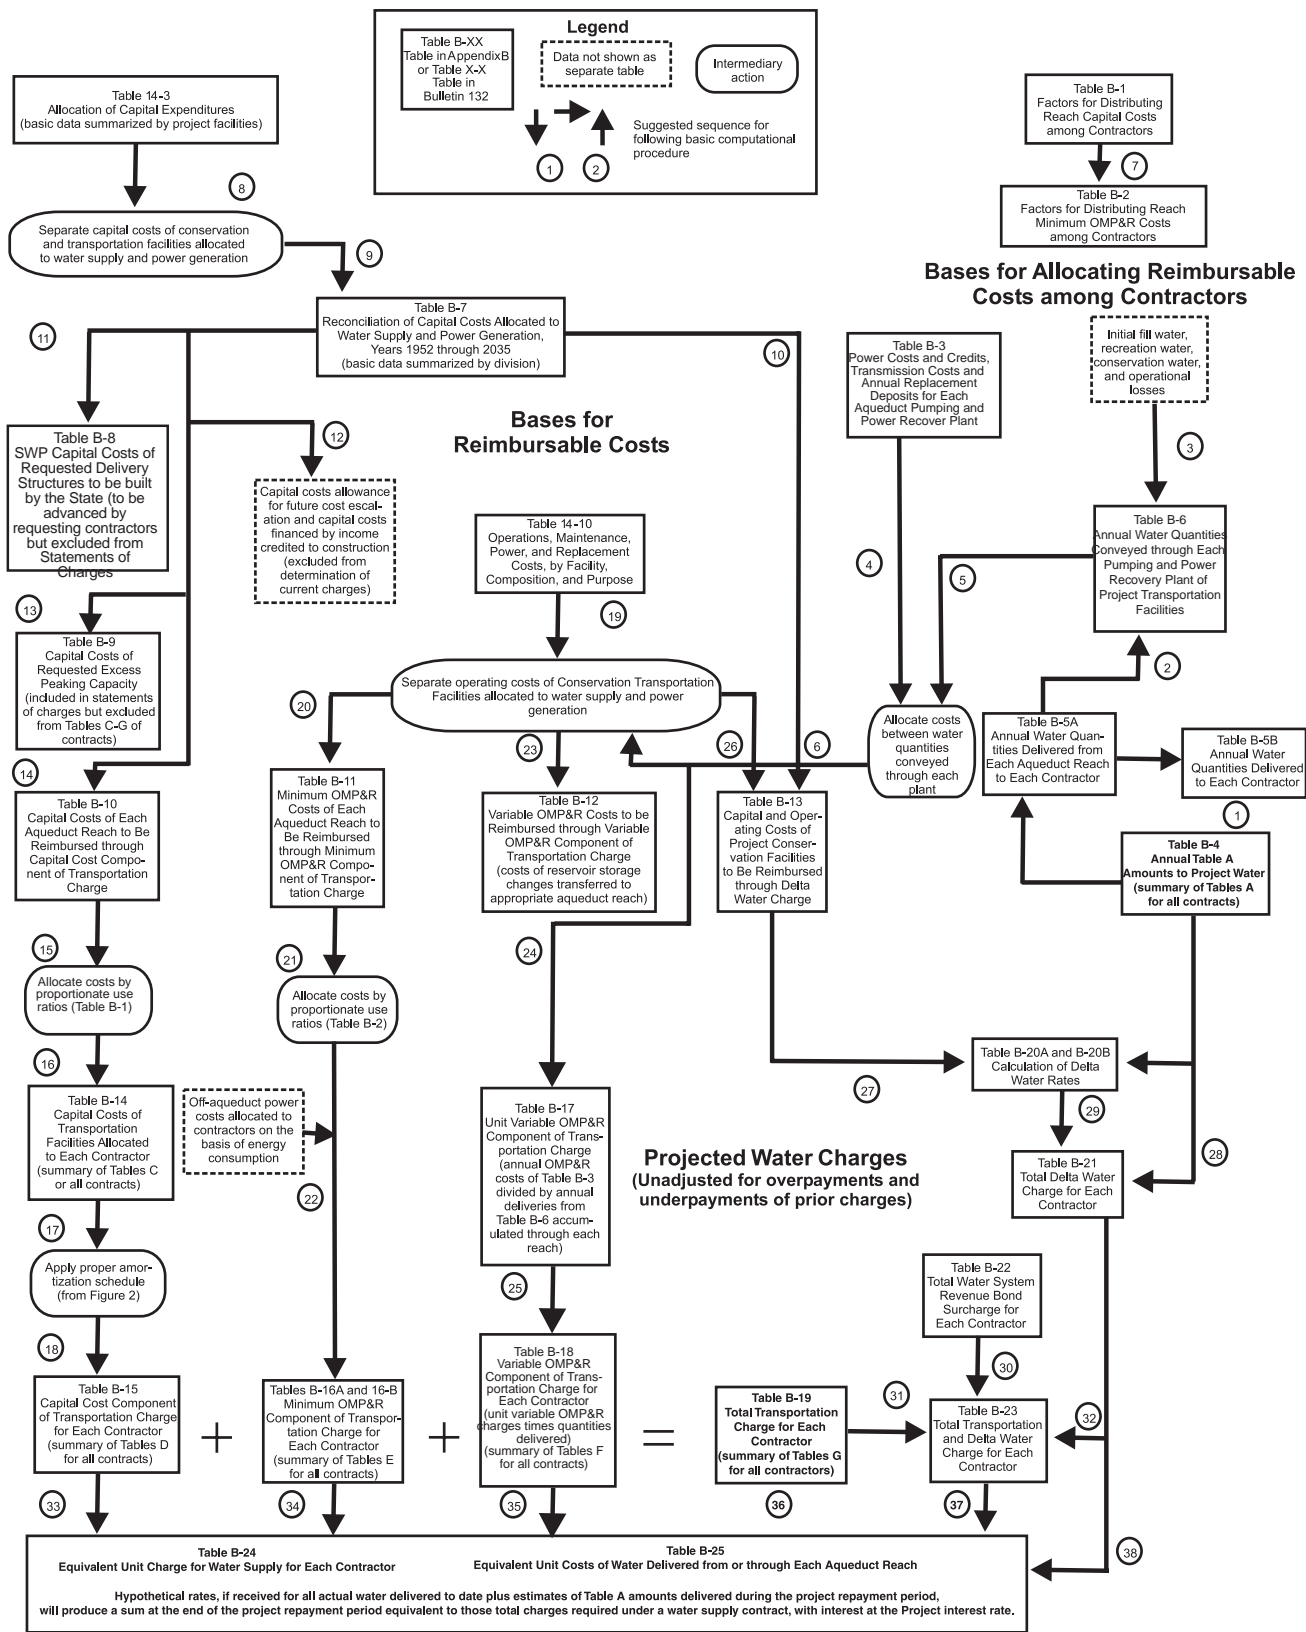 Legend
Table B-XX
Table in AppendixB
or Table X-X
Table in
Bulletin 132
Data not shown as
separate table
Intermediary
action
1
2
Suggested sequence for
following basic computational
procedure
Table 14-3
Allocation of Capital Expenditures
(basic data summarized by project facilities)
8
Separate capital costs of conservation
and transportation facilities allocated
to water supply and power generation
9
Table B-1
Factors for Distributing
Reach Capital Costs
among Contractors
7
Table B-2
Factors for Distributing Reach
Minimum OMP&R Costs
among Contractors
Bases for Allocating Reimbursable
Costs among Contractors
Table B-7
Reconciliation of Capital Costs Allocated to
Water Supply and Power Generation,
Years 1952 through 2035
(basic data summarized by division)
11
10
Table B-3
Power Costs and Credits,
Transmission Costs and
Annual Replacement
Deposits for Each
Aqueduct Pumping and
Power Recover Plant
Initial fill water,
recreation water,
conservation water,
and operational
losses
Bases for
Reimbursable Costs
12
3
Table B-8
SWP Capital Costs of
Requested Delivery
Structures to be built
by the State (to be
advanced by
requesting contractors
but excluded from
Statements of
Charges
Capital costs allowance
for future cost escal-
ation and capital costs
financed by income
credited to construction
(excluded from
determination of
current charges)
Table 14-10
Operations, Maintenance,
Power, and Replacement
Costs, by Facility,
Composition, and Purpose
4
5
Table B-6
Annual Water Quantities
Conveyed through Each
Pumping and Power
Recovery Plant of
Project Transportation
Facilities
13
19
2
Table B-9
Capital Costs of
Requested Excess
Peaking Capacity
(included in statements
of charges but excluded
from Tables C-G of
contracts)
Separate operating costs of Conservation Transportation
Facilities allocated to water supply and power
generation
20
23
26
6
Allocate costs
between water
quantities
conveyed
through each
plant
Table B-5A
Annual Water Quan-
tities Delivered from
Each Aqueduct Reach
to Each Contractor
Table B-5B
Annual Water
Quantities Delivered
to Each Contractor
14
Table B-10
Capital Costs of Each
Aqueduct Reach to Be
Reimbursed through
Capital Cost Compo-
nent of Transportation
Charge
Table B-11
Minimum OMP&R
Costs of Each
Aqueduct Reach to
Be Reimbursed
through Minimum
OMP&R Compo-
nent of Transpor-
tation Charge
Table B-12
Variable OMP&R Costs to be
Reimbursed through Variable
OMP&R Component of
Transportation Charge
(costs of reservoir storage
changes transferred to
appropriate aqueduct reach)
Table B-13
Capital and Oper-
ating Costs of
Project Conser-
vation Facilities
to Be Reimbursed
through Delta
Water Charge
1
Table B-4
Annual Table A
Amounts to Project Water
(summary of Tables A
for all contracts)
15
21
24
Allocate costs by
proportionate use
ratios (Table B-1)
Allocate costs by
proportionate use
ratios (Table B-2)
16
27
Table B-20A and B-20B
Calculation of Delta
Water Rates
29
28
Table B-14
Capital Costs of
Transportation
Facilities Allocated
to Each Contractor
(summary of Tables C
or all contracts)
Off-aqueduct power
costs allocated to
contractors on the
basis of energy
consumption
22
Table B-17
Unit Variable OMP&R
Component of Trans-
portation Charge
(annual OMP&R
costs of Table B-3
divided by annual
deliveries from
Table B-6 accum-
ulated through each
reach)
Projected Water Charges
(Unadjusted for overpayments and
underpayments of prior charges)
Table B-21
Total Delta Water
Charge for Each
Contractor
17
Apply proper amor-
tization schedule
(from Figure 2)
25
Table B-22
Total Water System
Revenue Bond
Surcharge for
Each Contractor
18
30
Table B-15
Capital Cost Component
of Transportation Charge
for Each Contractor
(summary of Tables D
for all contracts)
+
Tables B-16A and 16-B
Minimum OMP&R
Component of Transpor-
tation Charge for
Each Contractor
(summary of Tables E
for all contracts)
+
Table B-18
Variable OMP&R
Component of Trans-
portation Charge for
Each Contractor
(unit variable OMP&R
charges times quantities
delivered)
(summary of Tables F
for all contracts)
=
Table B-19
Total Transportation
Charge for Each
Contractor
(summary of Tables G
for all contractors)
31
Table B-23
Total Transportation
and Delta Water
Charge for Each
Contractor
32
33
34
35
36
37
38
Table B-24
Equivalent Unit Charge for Water Supply for Each Contractor
Table B-25
Equivalent Unit Costs of Water Delivered from or through Each Aqueduct Reach
Hypothetical rates, if received for all actual water delivered to date plus estimates of Table A amounts delivered during the project repayment period,
will produce a sum at the end of the project repayment period equivalent to those total charges required under a water supply contract, with interest at the Project interest rate.